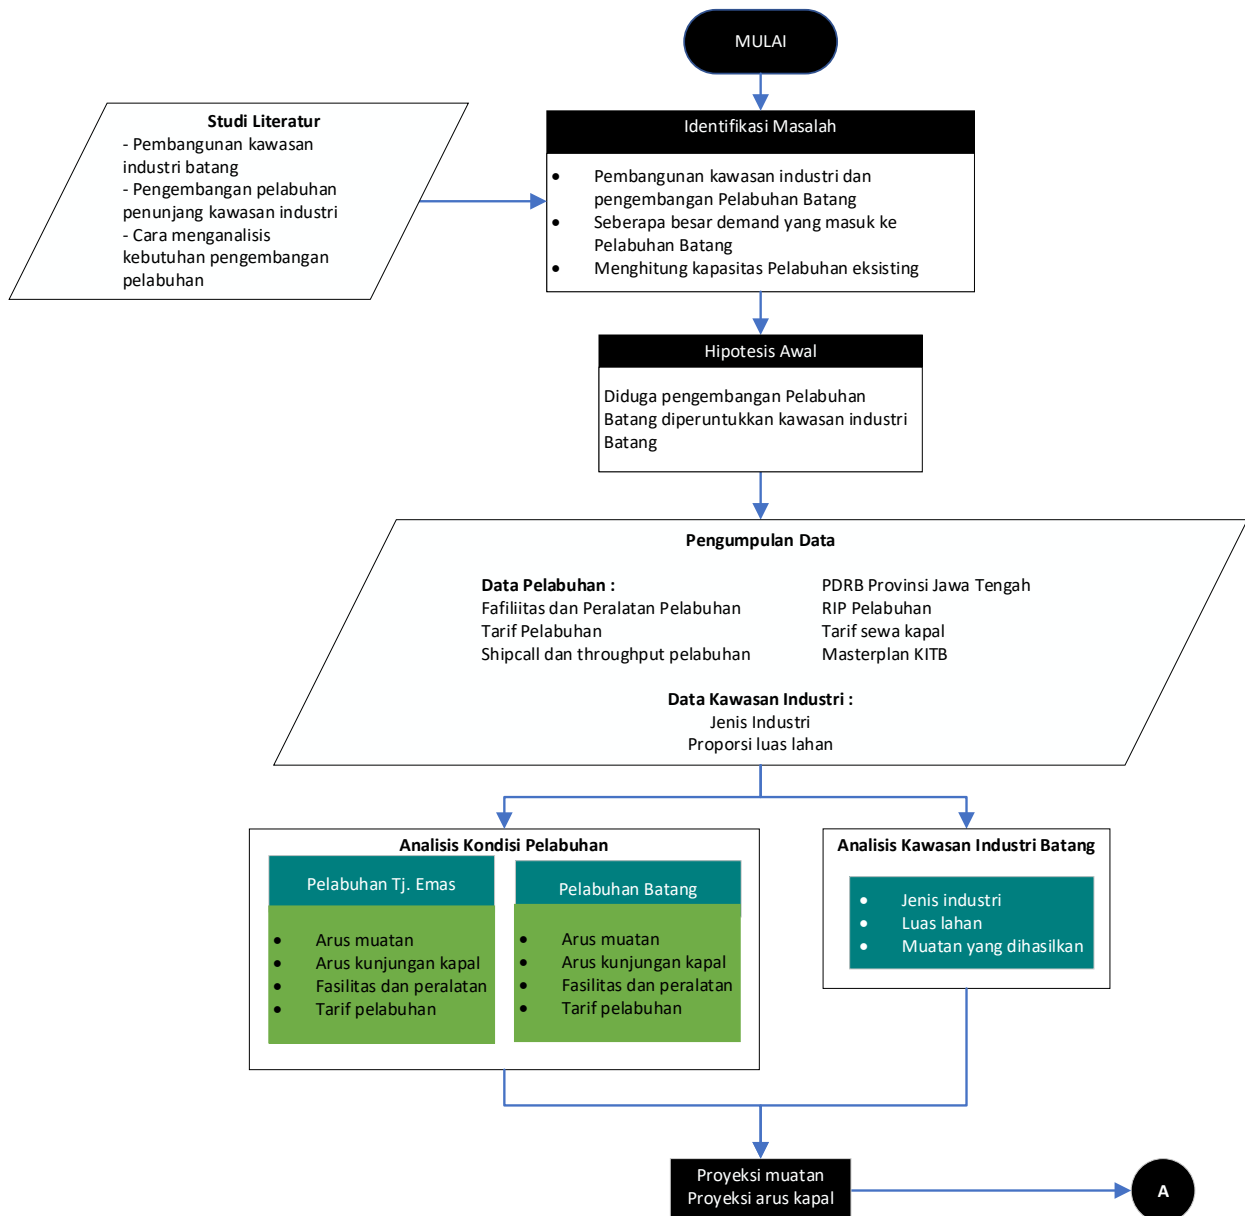 MULAI
Studi Literatur
- Pembangunan kawasan
industri batang
- Pengembangan pelabuhan
penunjang kawasan industri
- Cara menganalisis
kebutuhan pengembangan
pelabuhan
Identifikasi Masalah
• Pembangunan kawasan industri dan
pengembangan Pelabuhan Batang
• Seberapa besar demand yang masuk ke
Pelabuhan Batang
• Menghitung kapasitas Pelabuhan eksisting
Hipotesis Awal
Diduga pengembangan Pelabuhan
Batang diperuntukkan kawasan industri
Batang
Pengumpulan Data
Data Pelabuhan :
Fafiliitas dan Peralatan Pelabuhan
Tarif Pelabuhan
Shipcall dan throughput pelabuhan
PDRB Provinsi Jawa Tengah
RIP Pelabuhan
Tarif sewa kapal
Masterplan KITB
Data Kawasan Industri :
Jenis Industri
Proporsi luas lahan
Analisis Kondisi Pelabuhan
Pelabuhan Tj. Emas
• Arus muatan
• Arus kunjungan kapal
• Fasilitas dan peralatan
• Tarif pelabuhan
Pelabuhan Batang
• Arus muatan
• Arus kunjungan kapal
• Fasilitas dan peralatan
• Tarif pelabuhan
Analisis Kawasan Industri Batang
• Jenis industri
• Luas lahan
• Muatan yang dihasilkan
Proyeksi muatan
Proyeksi arus kapal
A